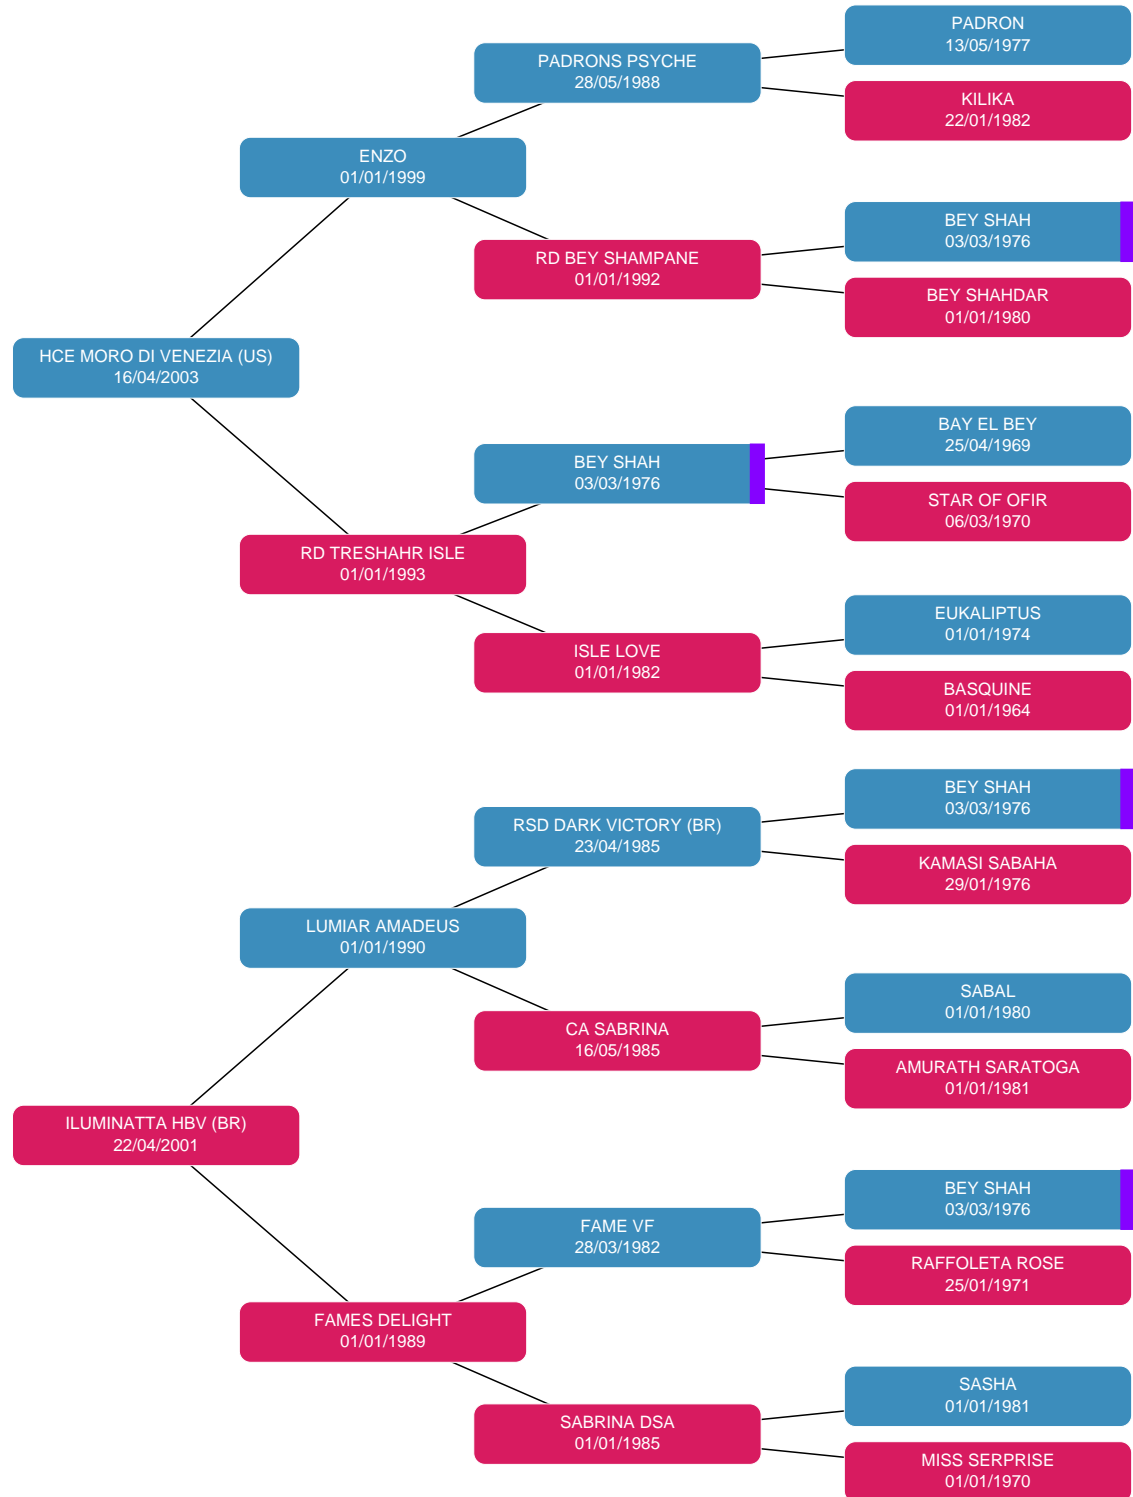 PADRON
13/05/1977
PADRONS PSYCHE
28/05/1988
KILIKA
22/01/1982
ENZO
01/01/1999
BEY SHAH
03/03/1976
RD BEY SHAMPANE
01/01/1992
BEY SHAHDAR
01/01/1980
HCE MORO DI VENEZIA (US)
16/04/2003
BAY EL BEY
25/04/1969
BEY SHAH
03/03/1976
STAR OF OFIR
06/03/1970
RD TRESHAHR ISLE
01/01/1993
EUKALIPTUS
01/01/1974
ISLE LOVE
01/01/1982
BASQUINE
01/01/1964
BEY SHAH
03/03/1976
RSD DARK VICTORY (BR)
23/04/1985
KAMASI SABAHA
29/01/1976
LUMIAR AMADEUS
01/01/1990
SABAL
01/01/1980
CA SABRINA
16/05/1985
AMURATH SARATOGA
01/01/1981
ILUMINATTA HBV (BR)
22/04/2001
BEY SHAH
03/03/1976
FAME VF
28/03/1982
RAFFOLETA ROSE
25/01/1971
FAMES DELIGHT
01/01/1989
SASHA
01/01/1981
SABRINA DSA
01/01/1985
MISS SERPRISE
01/01/1970